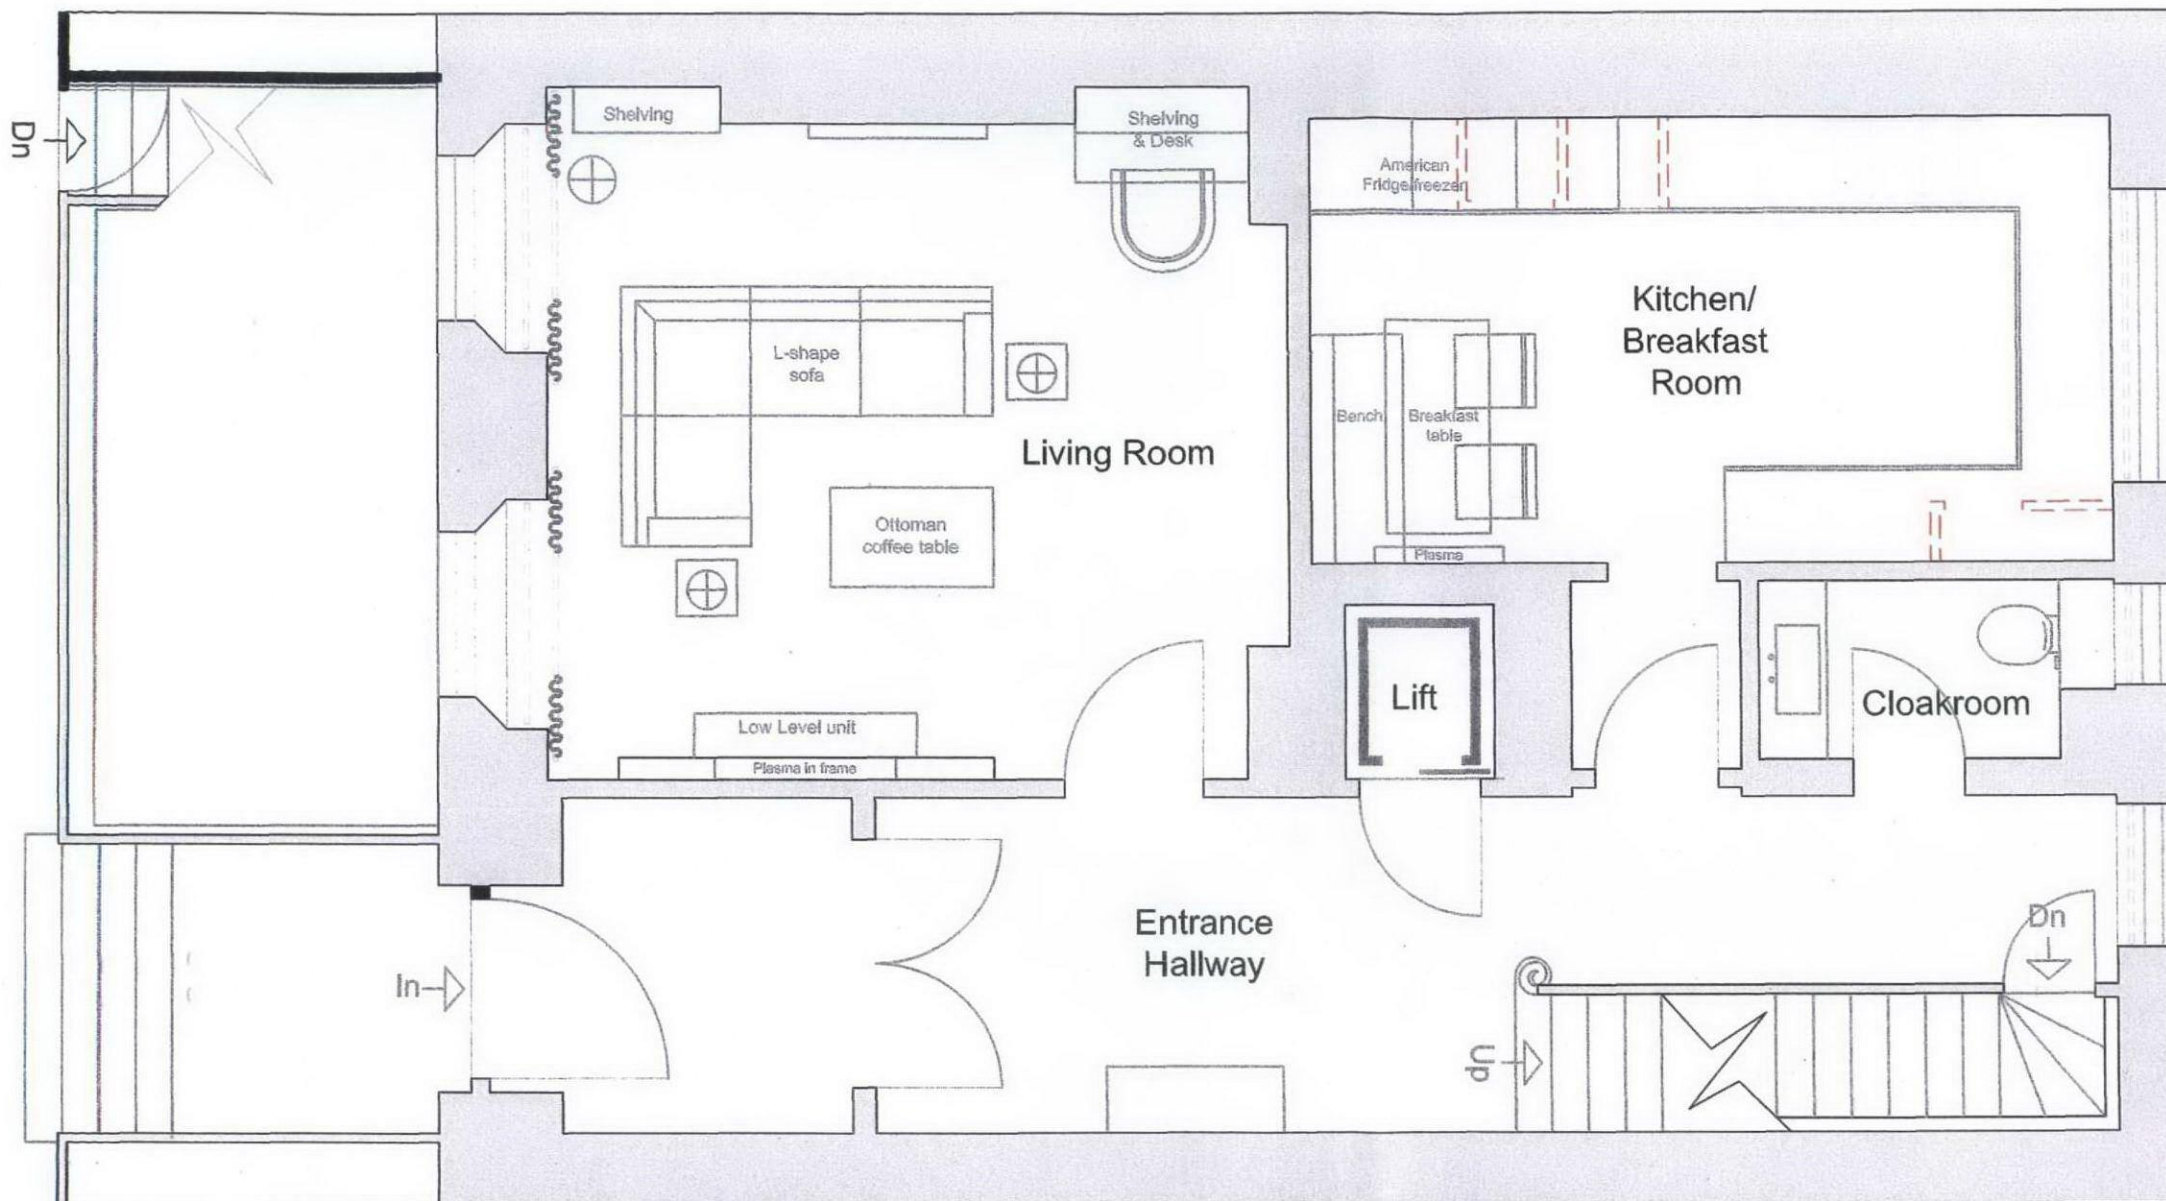 Dn
Shelving
Shelving
& Desk
American
Fridge/freezer
Kitchen/
Breakfast
Room
L-shape
sofa
Living Room
Bench
Breakfast
table
Plasma
Ottoman
coffee table
Lift
Cloakroom
Low Level unit
Plasma in frame
Entrance
Hallway
In
Dn
Up